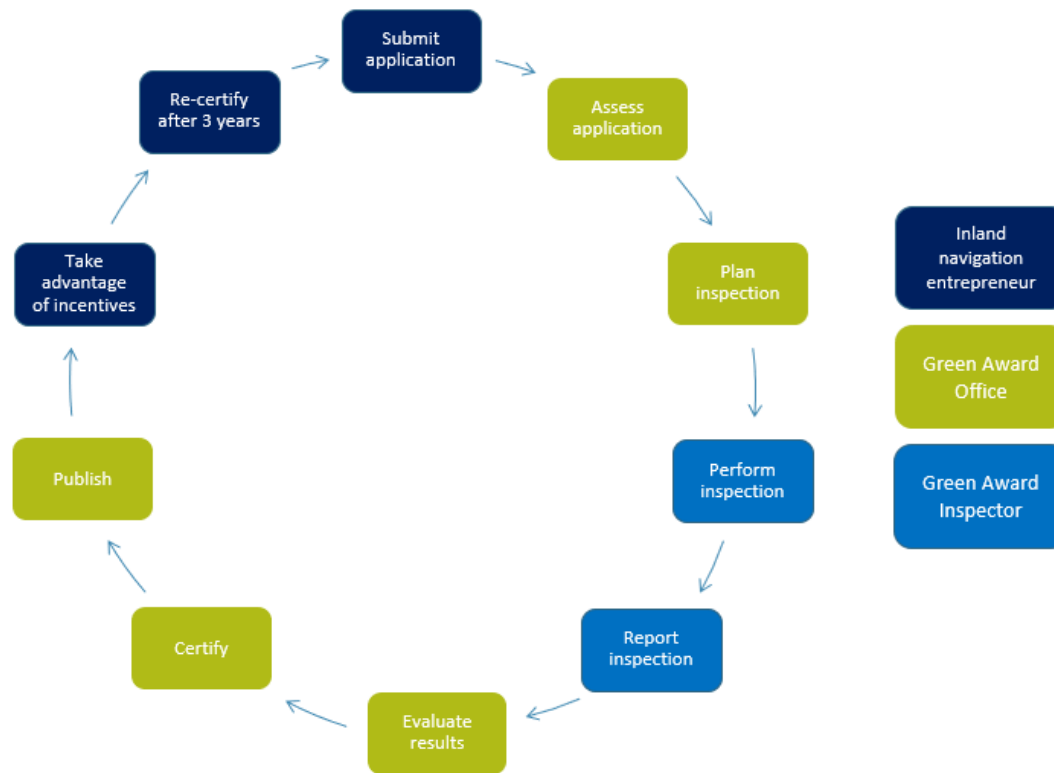 Submit
application
Assess
application
Plan
inspection
Perform
inspection
Report
inspection
Evaluate
results
Certify
Publish
Take
advantage
of incentives
Re-certify
after 3 years
Inland
navigation
entrepreneur
Green Award
Office
Green Award
Inspector